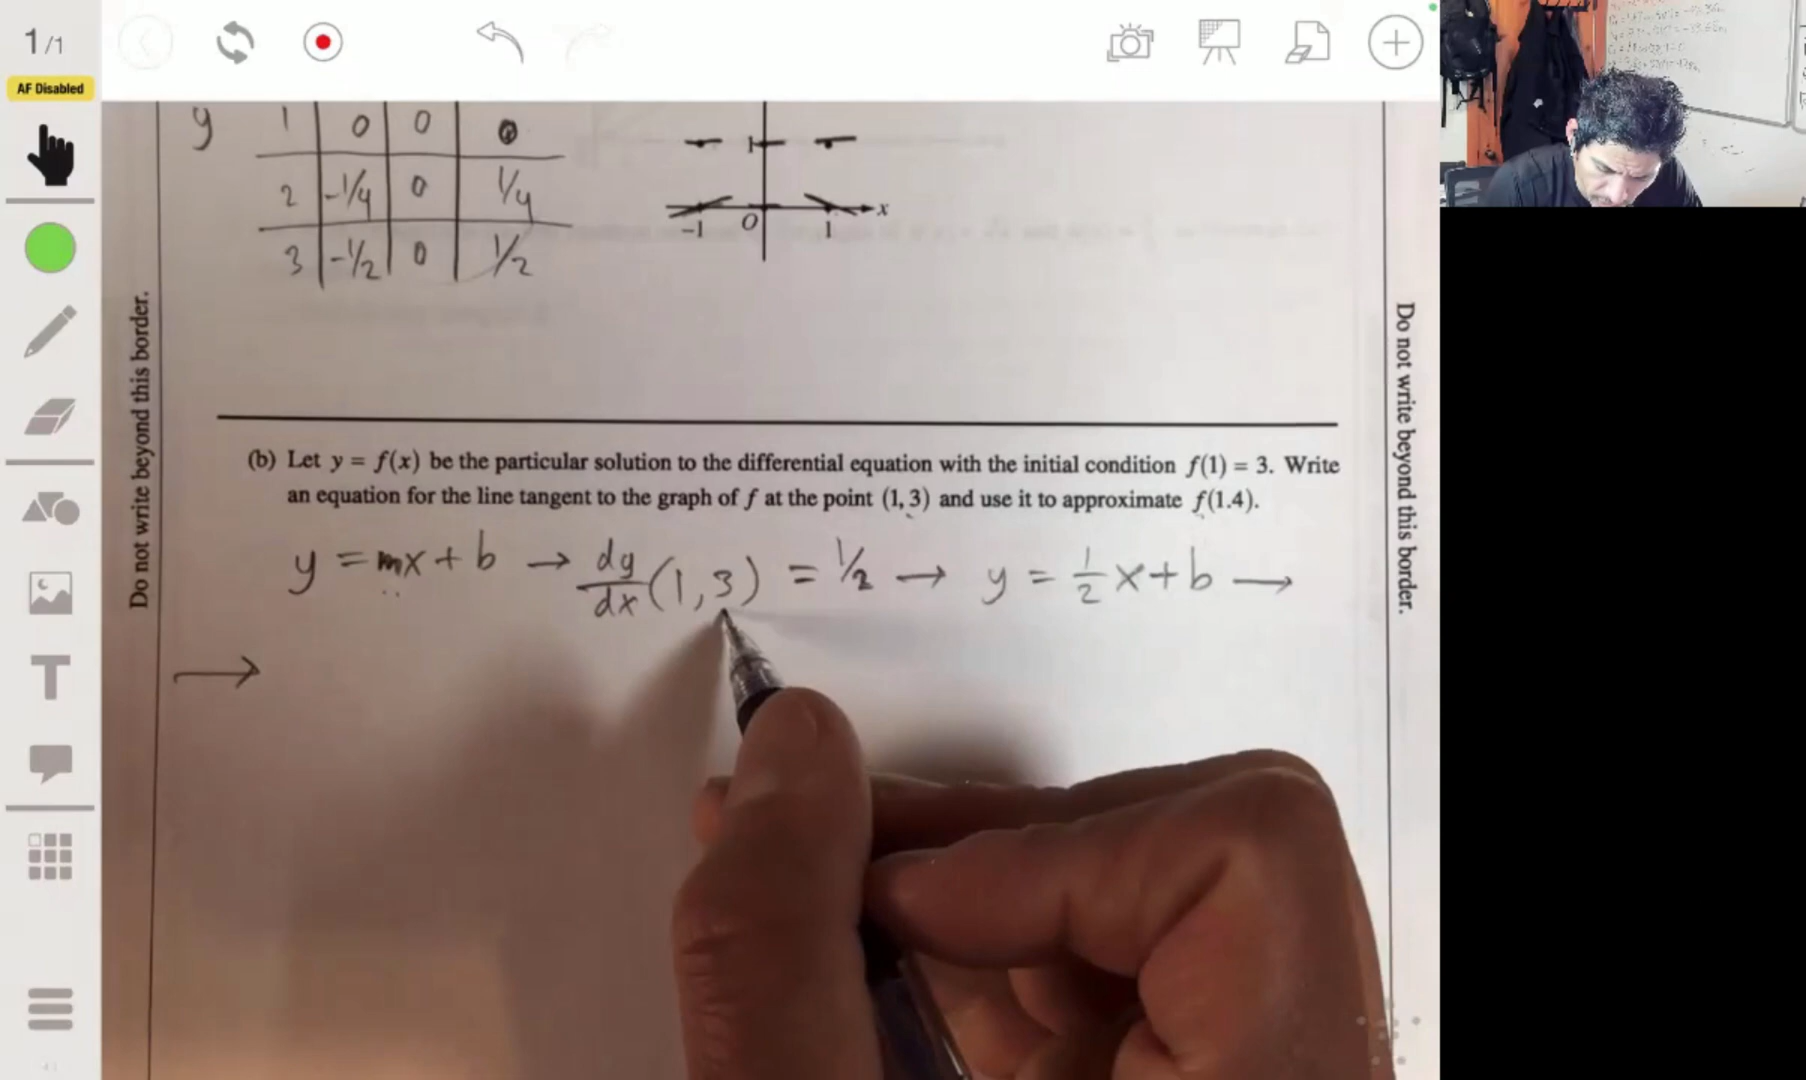 1/1
AF Disabled
y 1 0 0 0
2 -1/4 0 1/4
3 -1/2 0 1/2
1
-1 O 1 x
Do not write beyond this border.
Do not write beyond this border.
(b) Let y = f(x) be the particular solution to the differential equation with the initial condition f(1) = 3. Write
an equation for the line tangent to the graph of f at the point (1, 3) and use it to approximate f(1.4).
y = mx + b → dy/dx (1, 3) = 1/2 → y = 1/2 x + b →
→
T